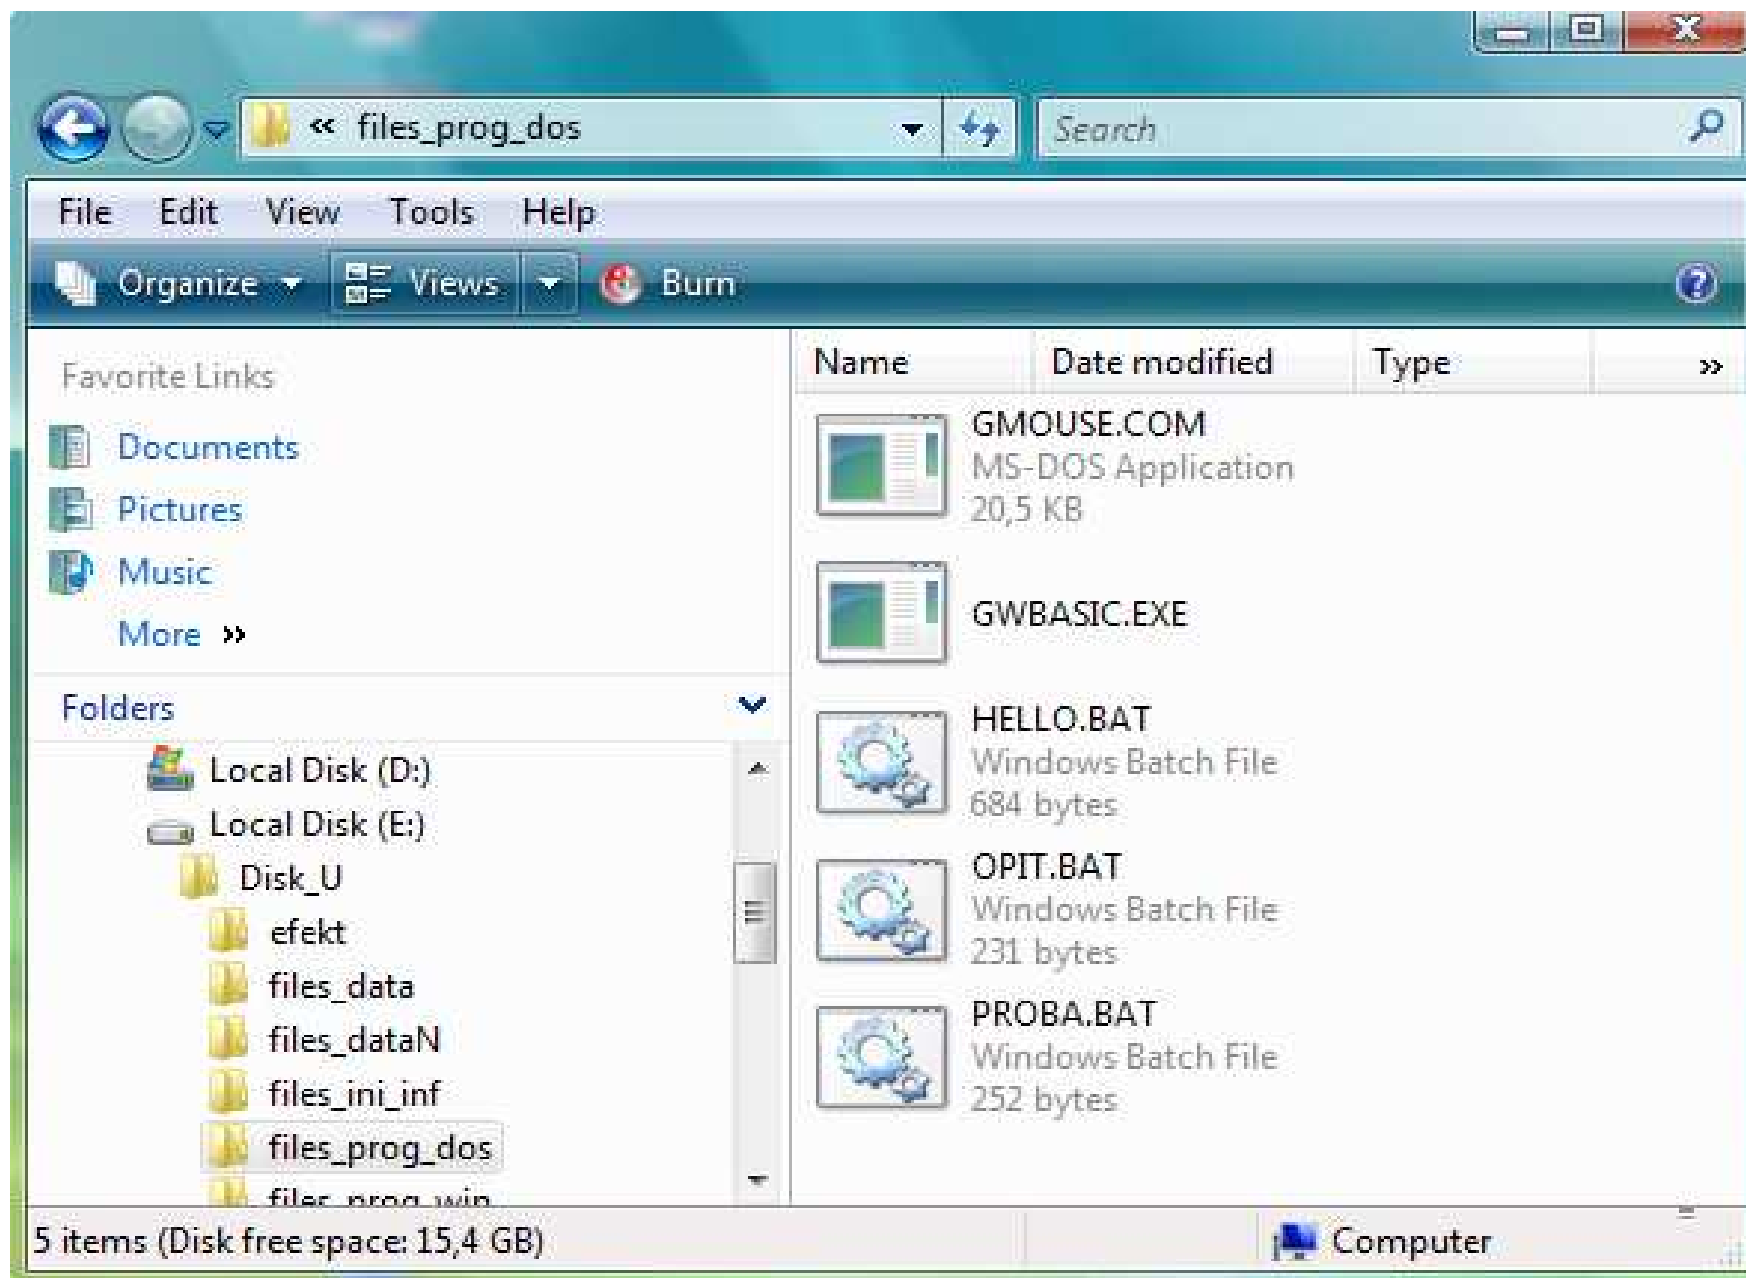 « files_prog_dos
Search
File Edit View Tools Help
Organize Views Burn
Favorite Links
Documents
Pictures
Music
More »
Folders
Local Disk (D:)
Local Disk (E:)
Disk_U
efekt
files_data
files_dataN
files_ini_inf
files_prog_dos
files_prog_win
Name Date modified Type »
GMOUSE.COM
MS-DOS Application
20,5 KB
GWBASIC.EXE
HELLO.BAT
Windows Batch File
684 bytes
OPIT.BAT
Windows Batch File
231 bytes
PROBA.BAT
Windows Batch File
252 bytes
5 items (Disk free space: 15,4 GB)
Computer